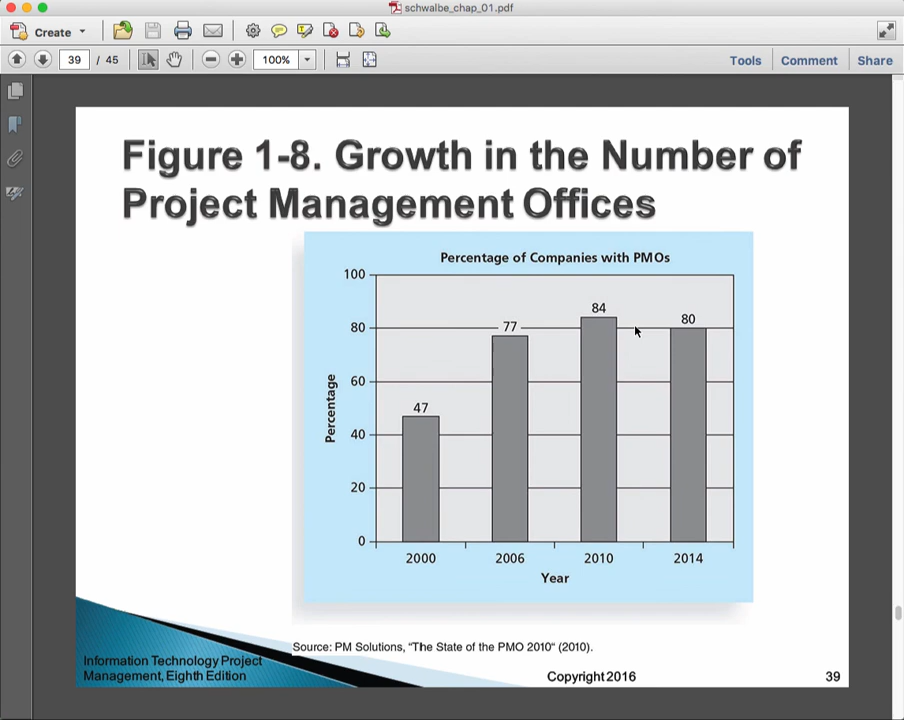 schwalbe_chap_01.pdf
Create
39 / 45
100%
Tools
Comment
Share
Figure 1-8. Growth in the Number of
Project Management Offices
Percentage of Companies with PMOs
100
80
60
40
20
0
Percentage
47
77
84
80
2000
2006
2010
2014
Year
Source: PM Solutions, “The State of the PMO 2010“ (2010).
Information Technology Project
Management, Eighth Edition
Copyright 2016
39